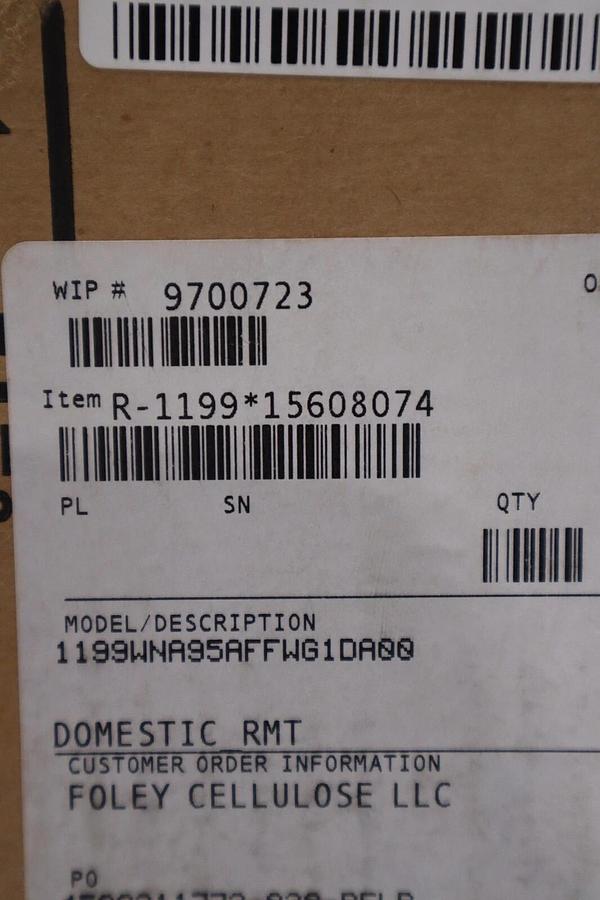 WIP # 9700723
Item R-1199*15608074
PL SN QTY
MODEL/DESCRIPTION
1199WNA95AFFWG1DA00
DOMESTIC RMT
CUSTOMER ORDER INFORMATION
FOLEY CELLULOSE LLC
PO